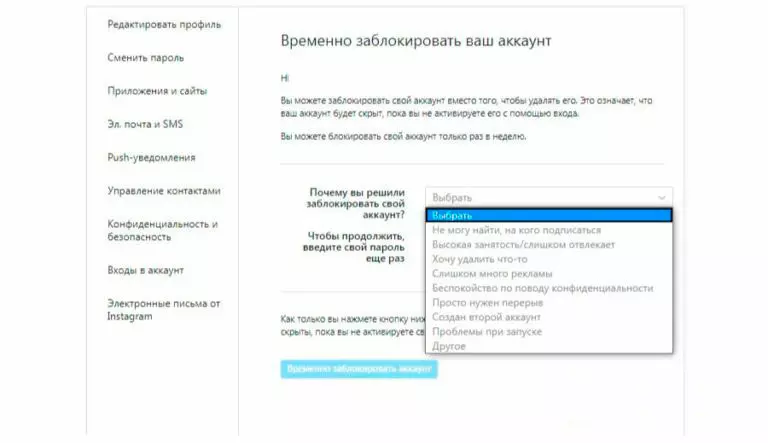 Редактировать профиль
Сменить пароль
Приложения и сайты
Эл. почта и SMS
Push-уведомления
Управление контактами
Конфиденциальность и
безопасность
Входы в аккаунт
Электронные письма от
Instagram
Временно заблокировать ваш аккаунт
Hi
Вы можете заблокировать свой аккаунт вместо того, чтобы удалять его. Это означает, что
ваш аккаунт будет скрыт, пока вы не активируете его с помощью входа.
Вы можете блокировать свой аккаунт только раз в неделю.
Почему вы решили
заблокировать свой
аккаунт?
Выбрать
Выбрать
Не могу найти, на кого подписаться
Высокая занятость/слишком отвлекает
Хочу удалить что-то
Слишком много рекламы
Беспокойство по поводу конфиденциальности
Просто нужен перерыв
Создан второй аккаунт
Проблемы при запуске
Другое
Чтобы продолжить,
введите свой пароль
еще раз
Как только вы нажмете кнопку
скрыты, пока вы не активируете
Временно заблокировать аккаунт